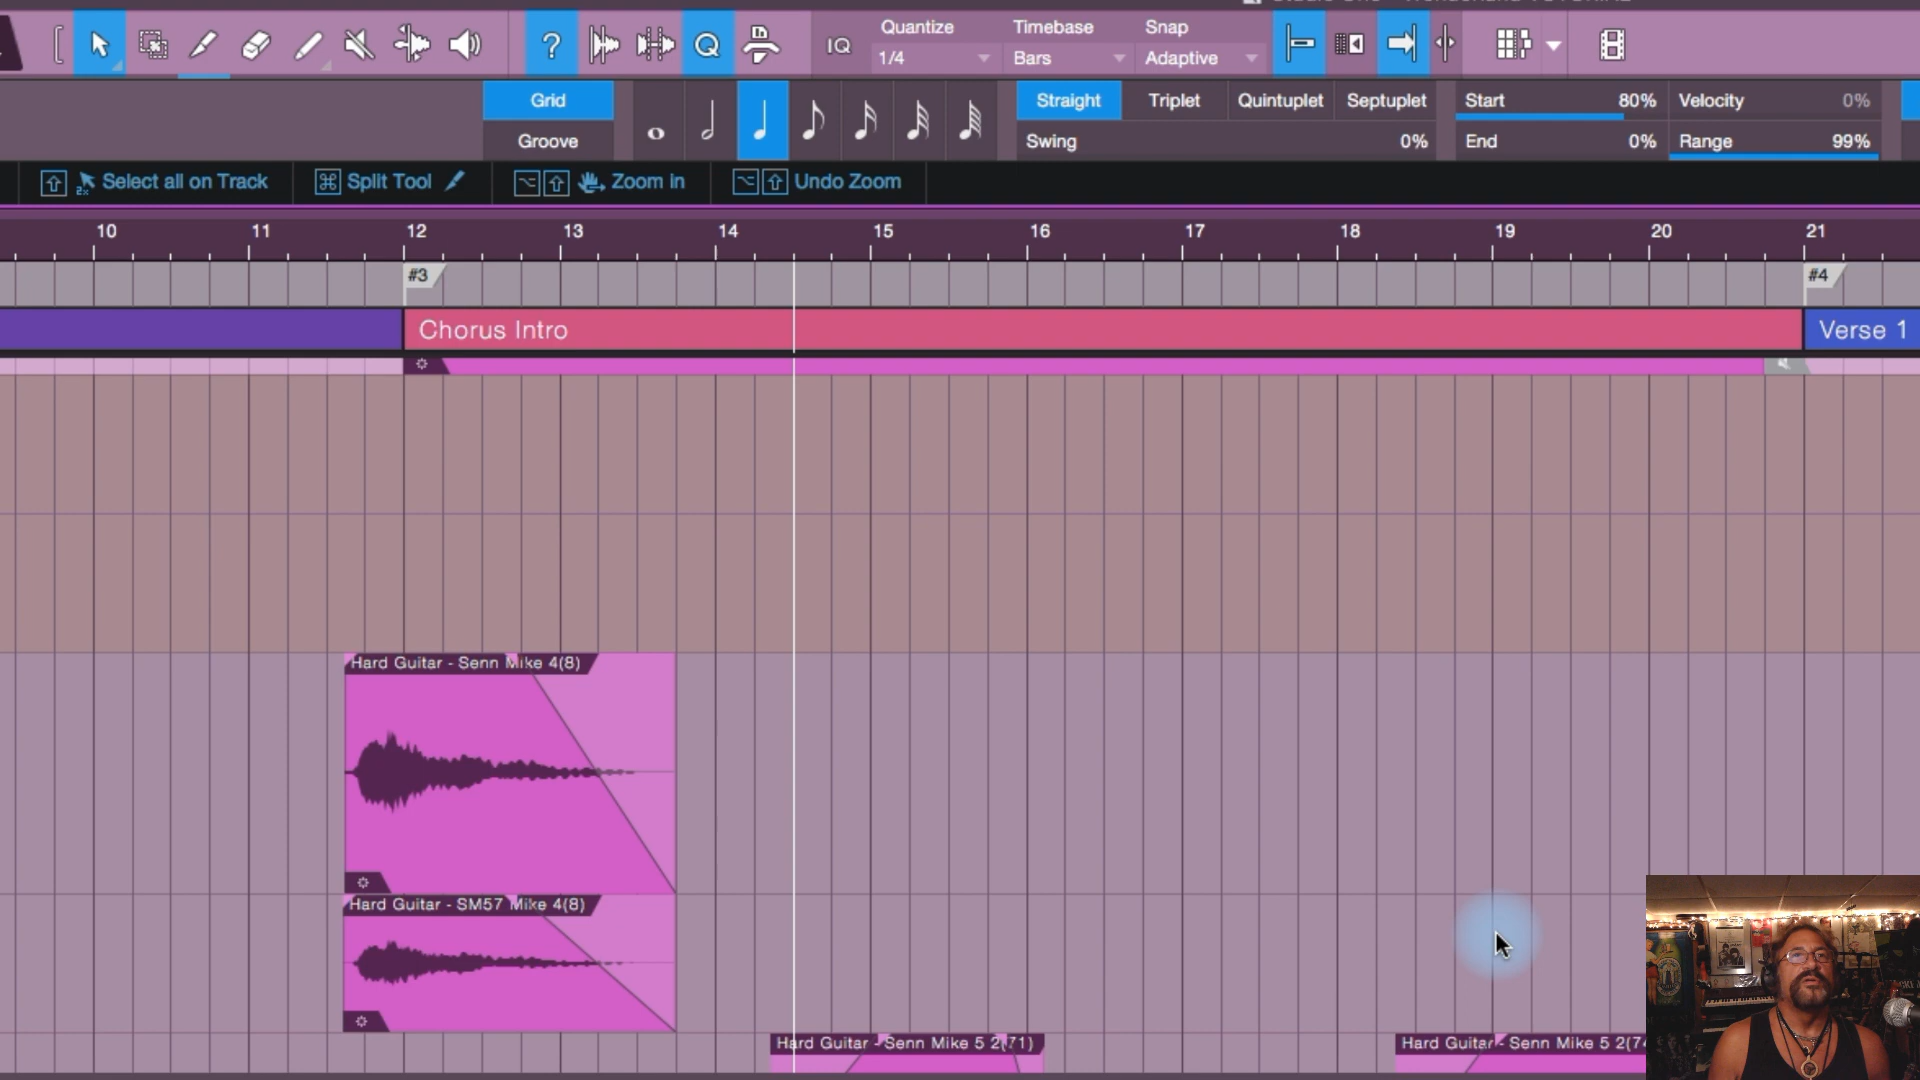 Quantize Timebase Snap
IQ 1/4 Bars Adaptive
Q
Grid Straight Triplet Quintuplet Septuplet Start 80% Velocity 0%
Groove Swing 0% End 0% Range 99%
2x Select all on Track Split Tool Zoom in Undo Zoom
10 11 12 13 14 15 16 17 18 19 20 21
#3 #4
Chorus Intro Verse 1
Hard Guitar - Senn Mike 4(8)
Hard Guitar - SM57 Mike 4(8)
Hard Guitar - Senn Mike 5 2(71) Hard Guitar - Senn Mike 5 2(7